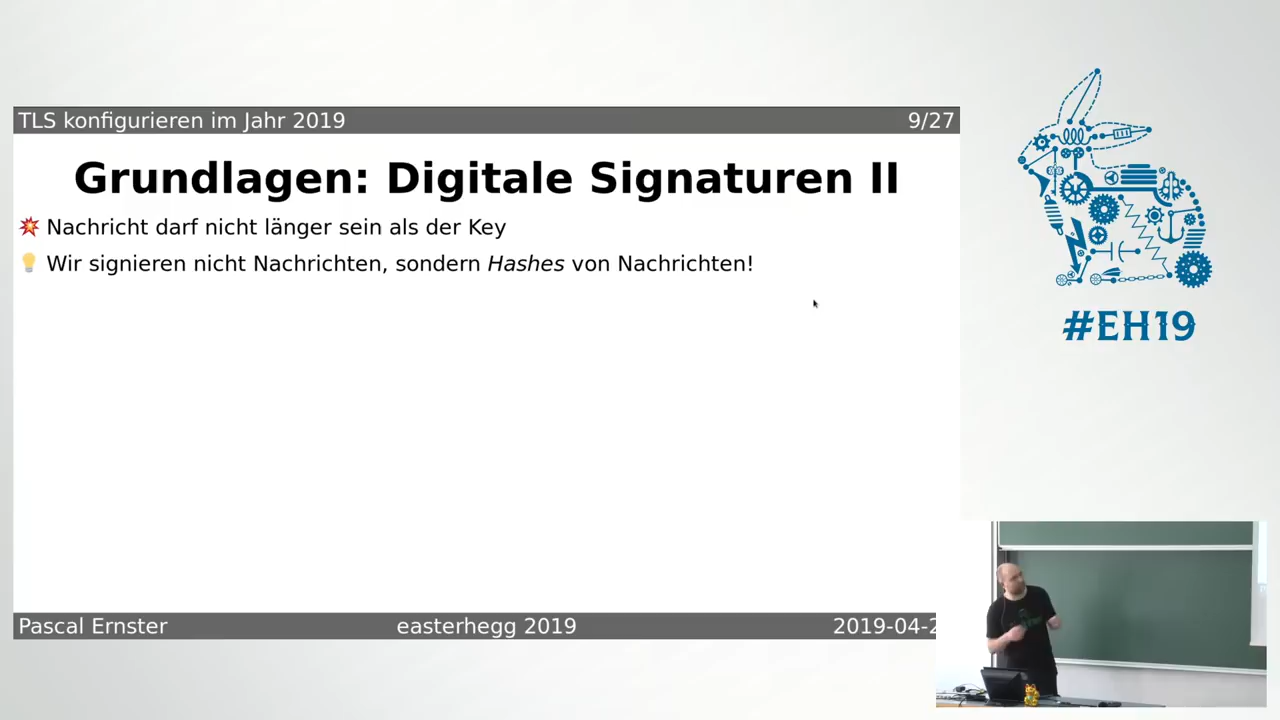 TLS konfigurieren im Jahr 2019 9/27
Grundlagen: Digitale Signaturen II
💥 Nachricht darf nicht länger sein als der Key
💡 Wir signieren nicht Nachrichten, sondern Hashes von Nachrichten!
Pascal Ernster easterhegg 2019 2019-04-2
#EH19